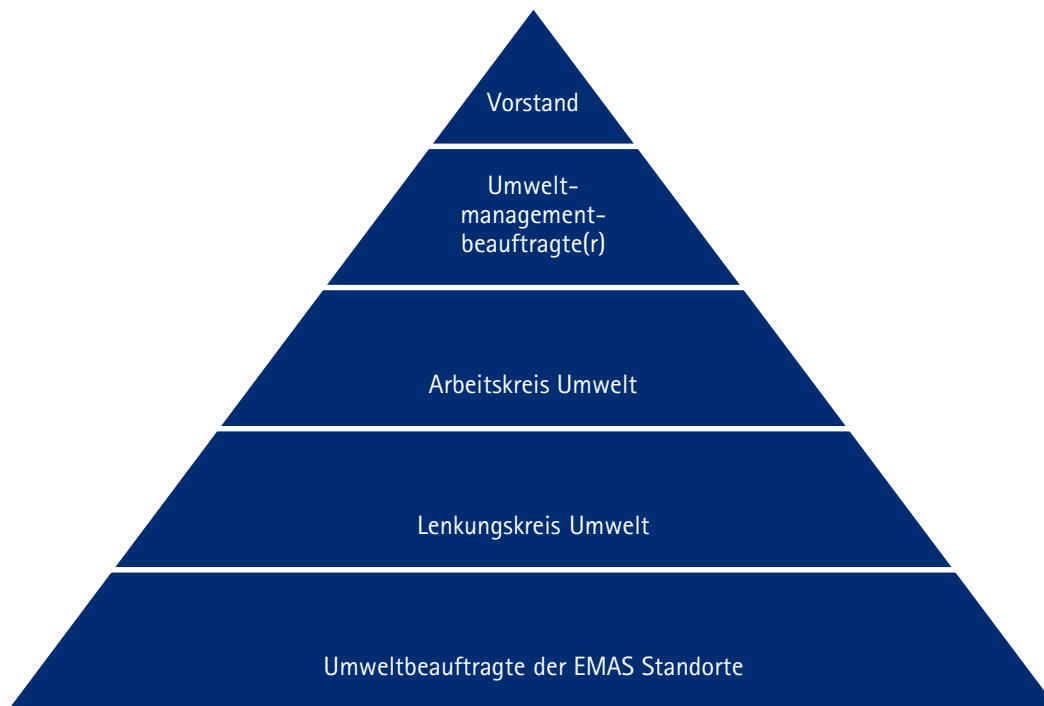 Vorstand
Umwelt-
management-
beauftragte(r)
Arbeitskreis Umwelt
Lenkungskreis Umwelt
Umweltbeauftragte der EMAS Standorte